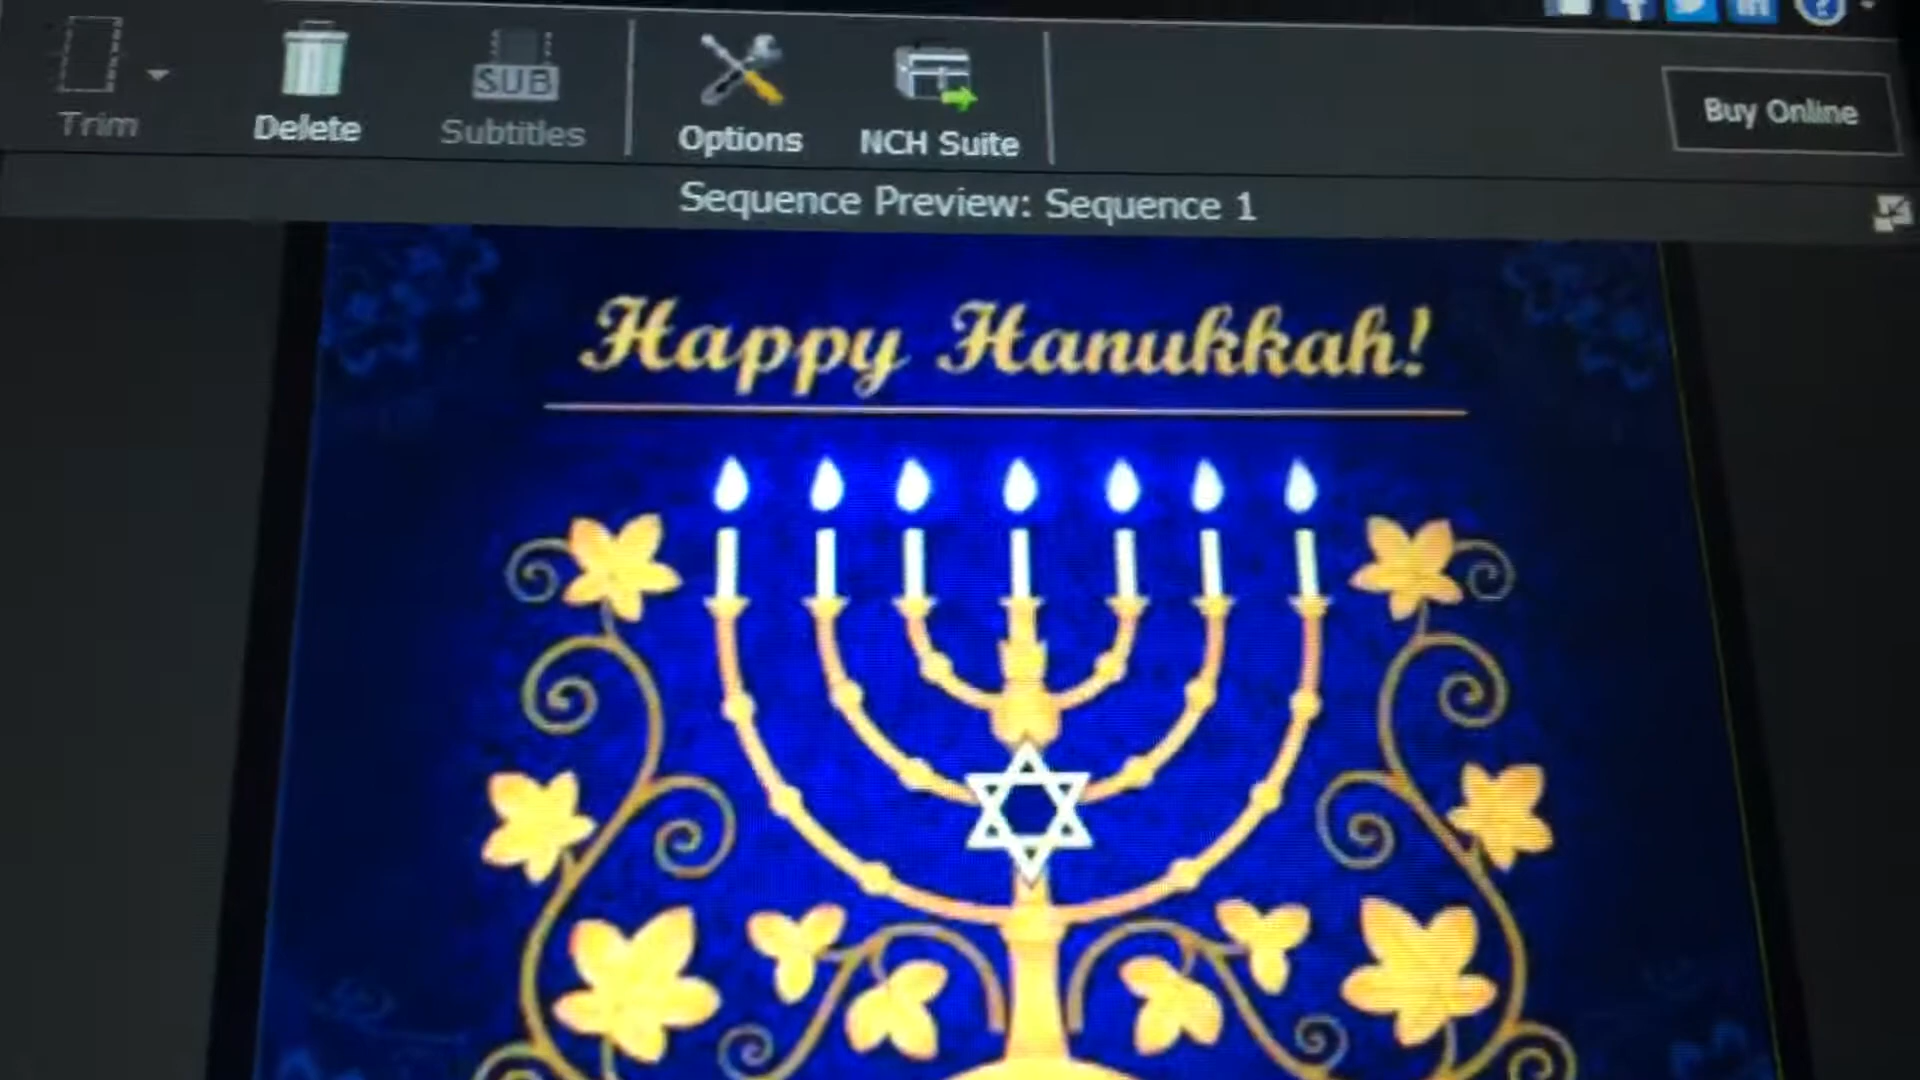 Trim
Delete
SUB
Subtitles
Options
NCH Suite
Buy Online
Sequence Preview: Sequence 1
Happy Hanukkah!